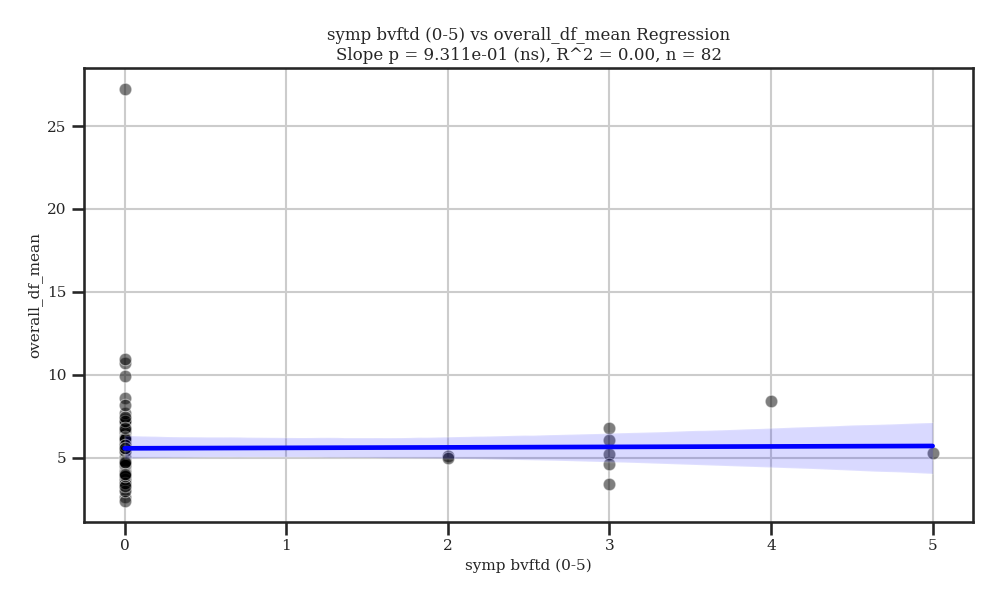 symp bvftd (0-5) vs overall_df_mean Regression
Slope p = 9.311e-01 (ns), R^2 = 0.00, n = 82
overall_df_mean
25
20
15
10
5
0
1
2
3
4
5
symp bvftd (0-5)